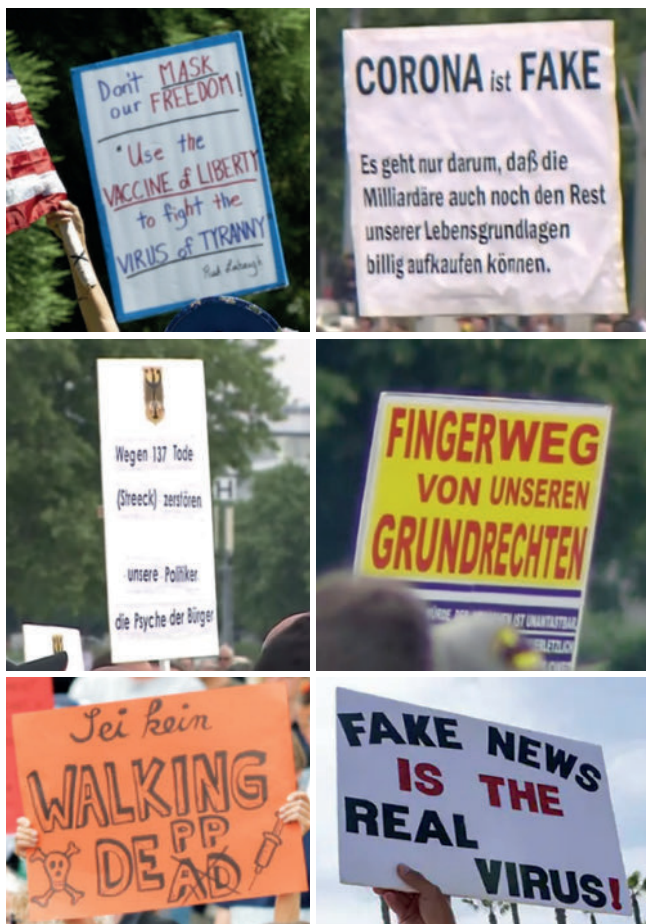 Don't MASK
our FREEDOM!
"Use the
VACCINE of LIBERTY
to fight the
VIRUS of TYRANNY
CORONA ist FAKE
Es geht nur darum, daß die
Milliardäre auch noch den Rest
unserer Lebensgrundlagen
billig aufkaufen können.
Wegen 137 Tode
(Streeck) zerstören
unsere Politiker
die Psyche der Bürger
H
FINGERWEG
VON UNSEREN
GRUNDRECHTEN
IST UNANTASTBAR
Sei kein
WALKING
PP
DEAD
FAKE NEWS
IS THE
REAL
VIRUS!